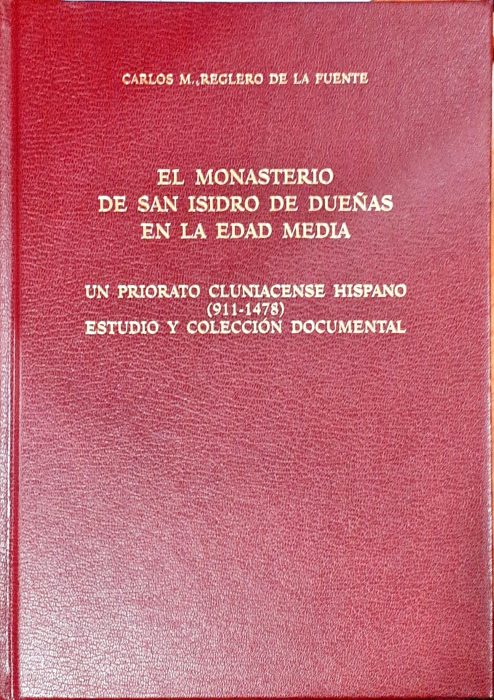 CARLOS M. REGLERO DE LA FUENTE
EL MONASTERIO
DE SAN ISIDRO DE DUEÑAS
EN LA EDAD MEDIA
UN PRIORATO CLUNIACENSE HISPANO
(911-1478)
ESTUDIO Y COLECCIÓN DOCUMENTAL